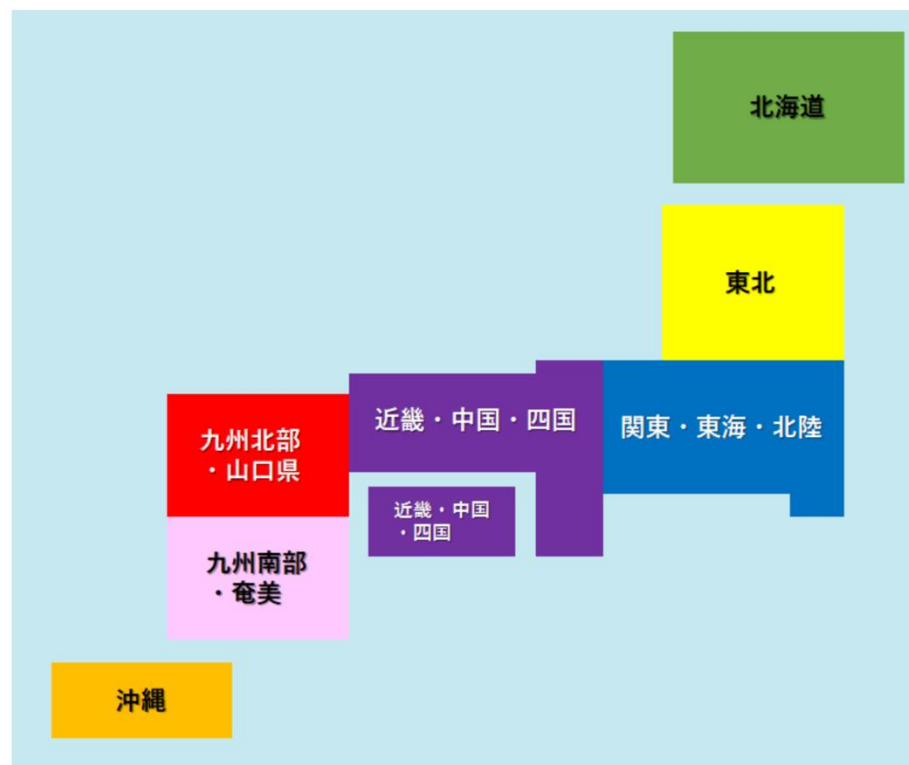 北海道
東北
近畿・中国・四国
関東・東海・北陸
九州北部
・山口県
近畿・中国
・四国
九州南部
・奄美
沖縄